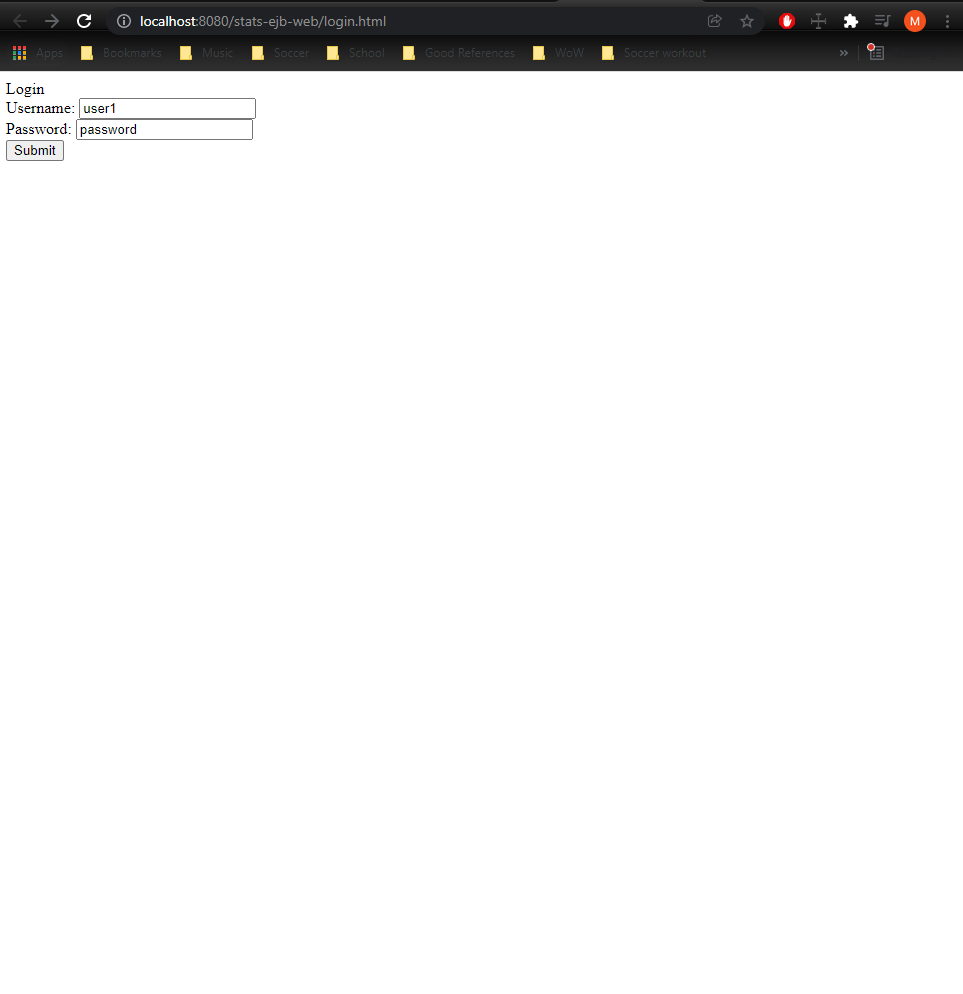 localhost:8080/stats-ejb-web/login.html
M
Apps Bookmarks Music Soccer School Good References WoW Soccer workout »
Login
Username: user1
Password: password
Submit